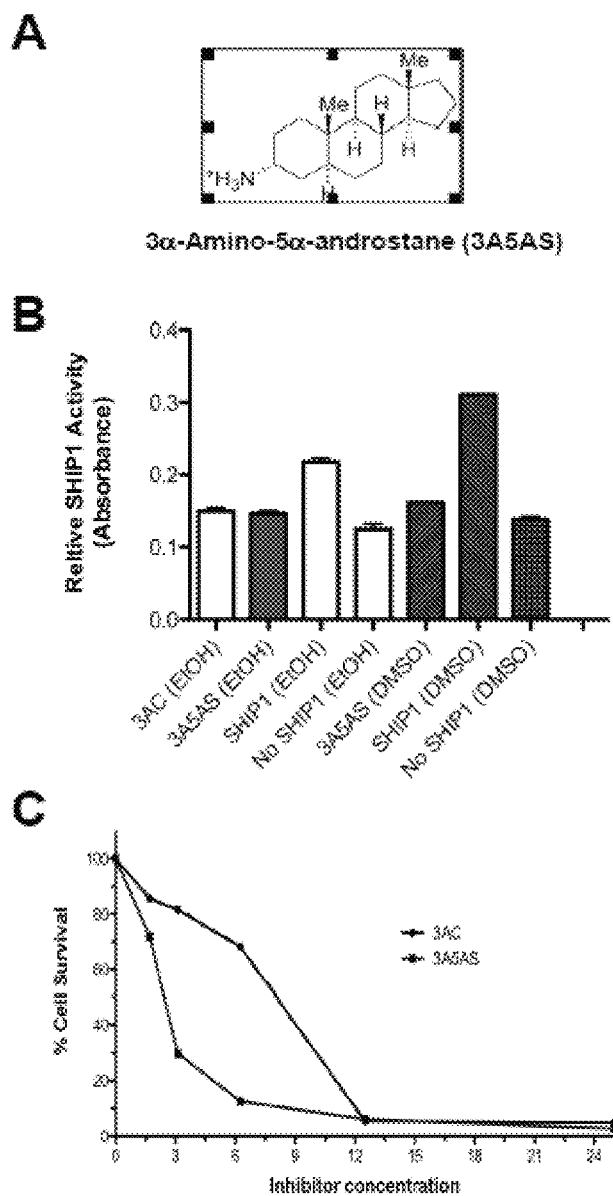 A
Me
Me
H
H
H
⁺H₃N
H
3α-Amino-5α-androstane (3A5AS)
B
Reltive SHIP1 Activity
(Absorbance)
0.4
0.3
0.2
0.1
0.0
3AC (EtOH)
3A5AS (EtOH)
SHIP1 (EtOH)
No SHIP1 (EtOH)
3A5AS (DMSO)
SHIP1 (DMSO)
No SHIP1 (DMSO)
C
% Cell Survival
100
80
60
40
20
0
3AC
3A5AS
0 3 6 9 12 15 18 21 24
Inhibitor concentration